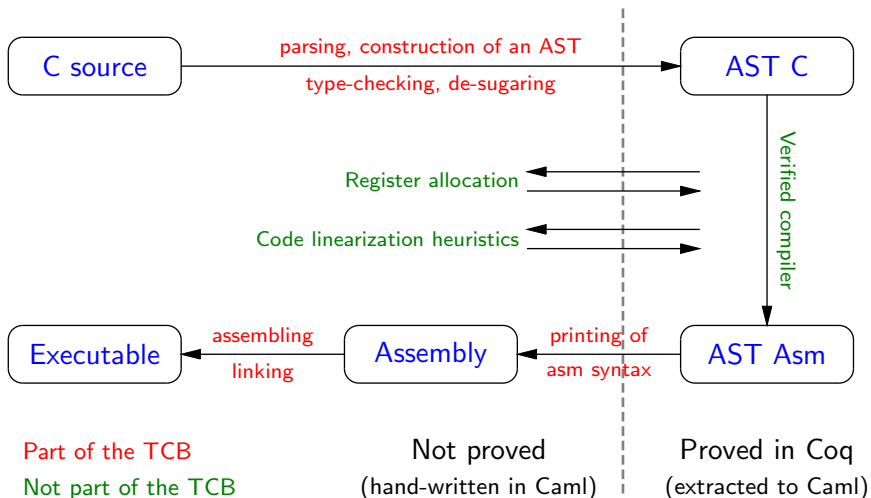 parsing, construction of an AST
C source
AST C
type-checking, de-sugaring
Verified compiler
Register allocation
Code linearization heuristics
assembling
printing of
Executable
Assembly
AST Asm
linking
asm syntax
Part of the TCB
Not proved
Proved in Coq
Not part of the TCB
(hand-written in Caml)
(extracted to Caml)